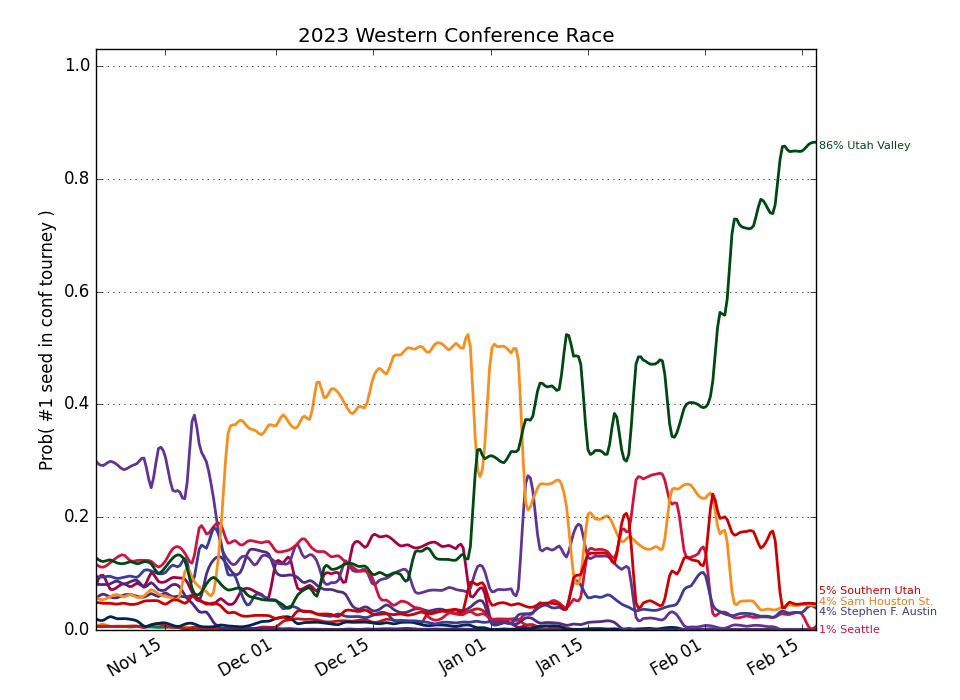 2023 Western Conference Race
Prob( #1 seed in conf tourney )
1.0
0.8
0.6
0.4
0.2
0.0
86% Utah Valley
5% Southern Utah
4% Sam Houston St.
4% Stephen F. Austin
1% Seattle
Nov 15
Dec 01
Dec 15
Jan 01
Jan 15
Feb 01
Feb 15